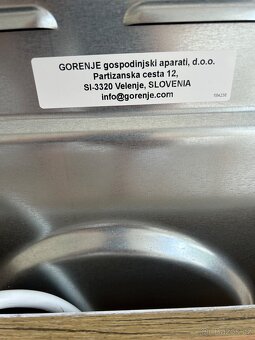 GORENJE gospodinjski aparati, d.o.o.
Partizanska cesta 12,
SI-3320 Velenje, SLOVENIA
info@gorenje.com